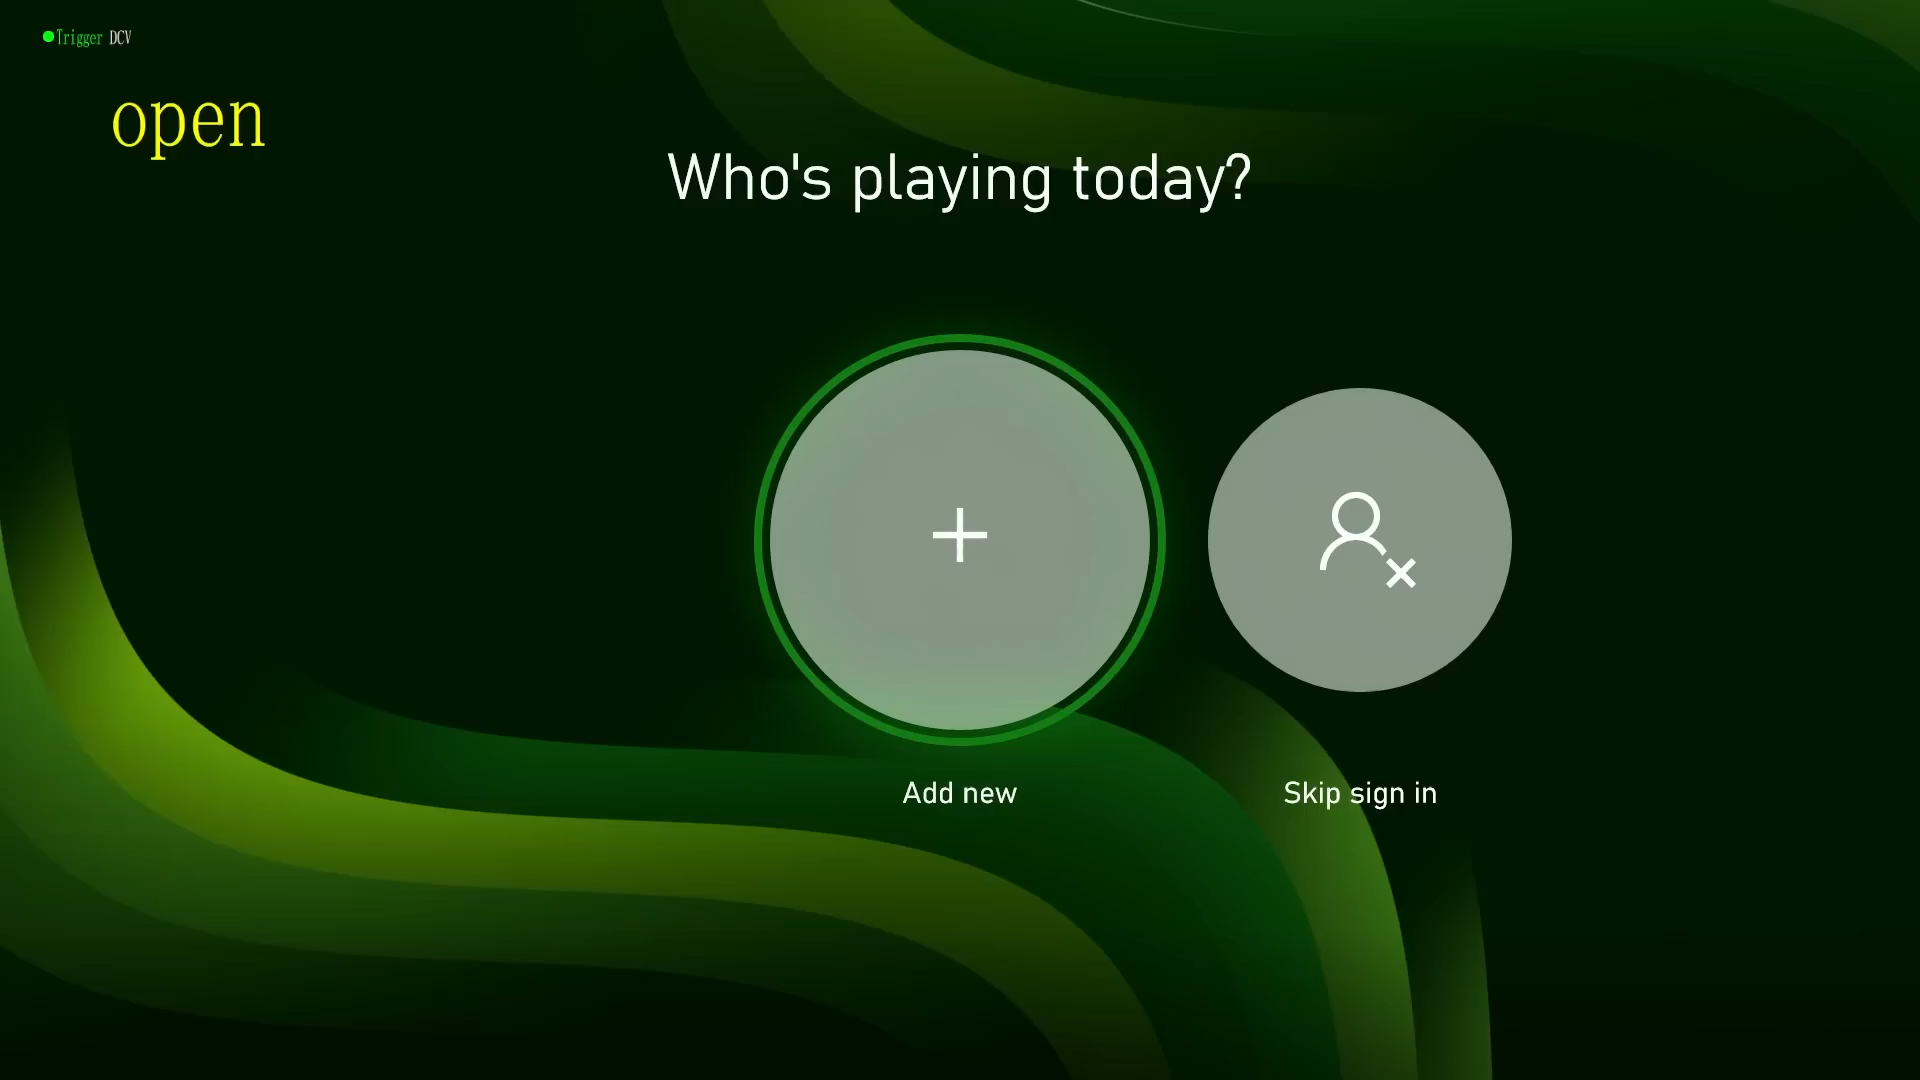 Trigger DCV
open
Who's playing today?
Add new
Skip sign in